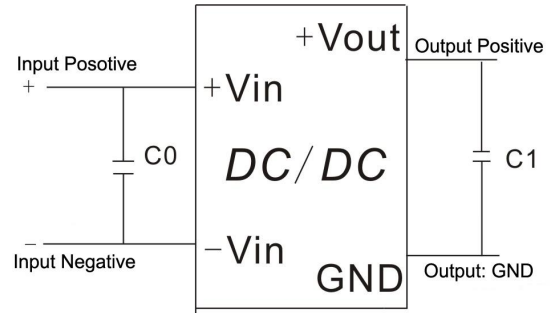 +Vout
Output Positive
Input Posotive
+
+Vin
C0
DC/DC
C1
−
−Vin
Input Negative
GND
Output: GND